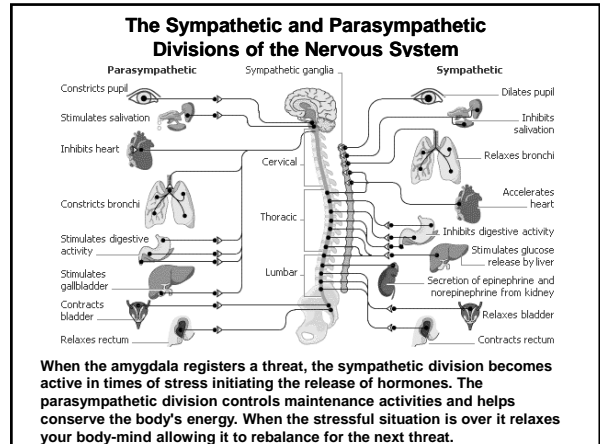 The Sympathetic and Parasympathetic
Divisions of the Nervous System
Parasympathetic
Sympathetic ganglia
Sympathetic
Constricts pupil
Stimulates salivation
Inhibits heart
Constricts bronchi
Stimulates digestive
activity
Stimulates
gallbladder
Contracts
bladder
Relaxes rectum
Cervical
Thoracic
Lumbar
Dilates pupil
Inhibits
salivation
Relaxes bronchi
Accelerates
heart
Inhibits digestive activity
Stimulates glucose
release by liver
Secretion of epinephrine and
norepinephrine from kidney
Relaxes bladder
Contracts rectum
When the amygdala registers a threat, the sympathetic division becomes
active in times of stress initiating the release of hormones. The
parasympathetic division controls maintenance activities and helps
conserve the body's energy. When the stressful situation is over it relaxes
your body-mind allowing it to rebalance for the next threat.